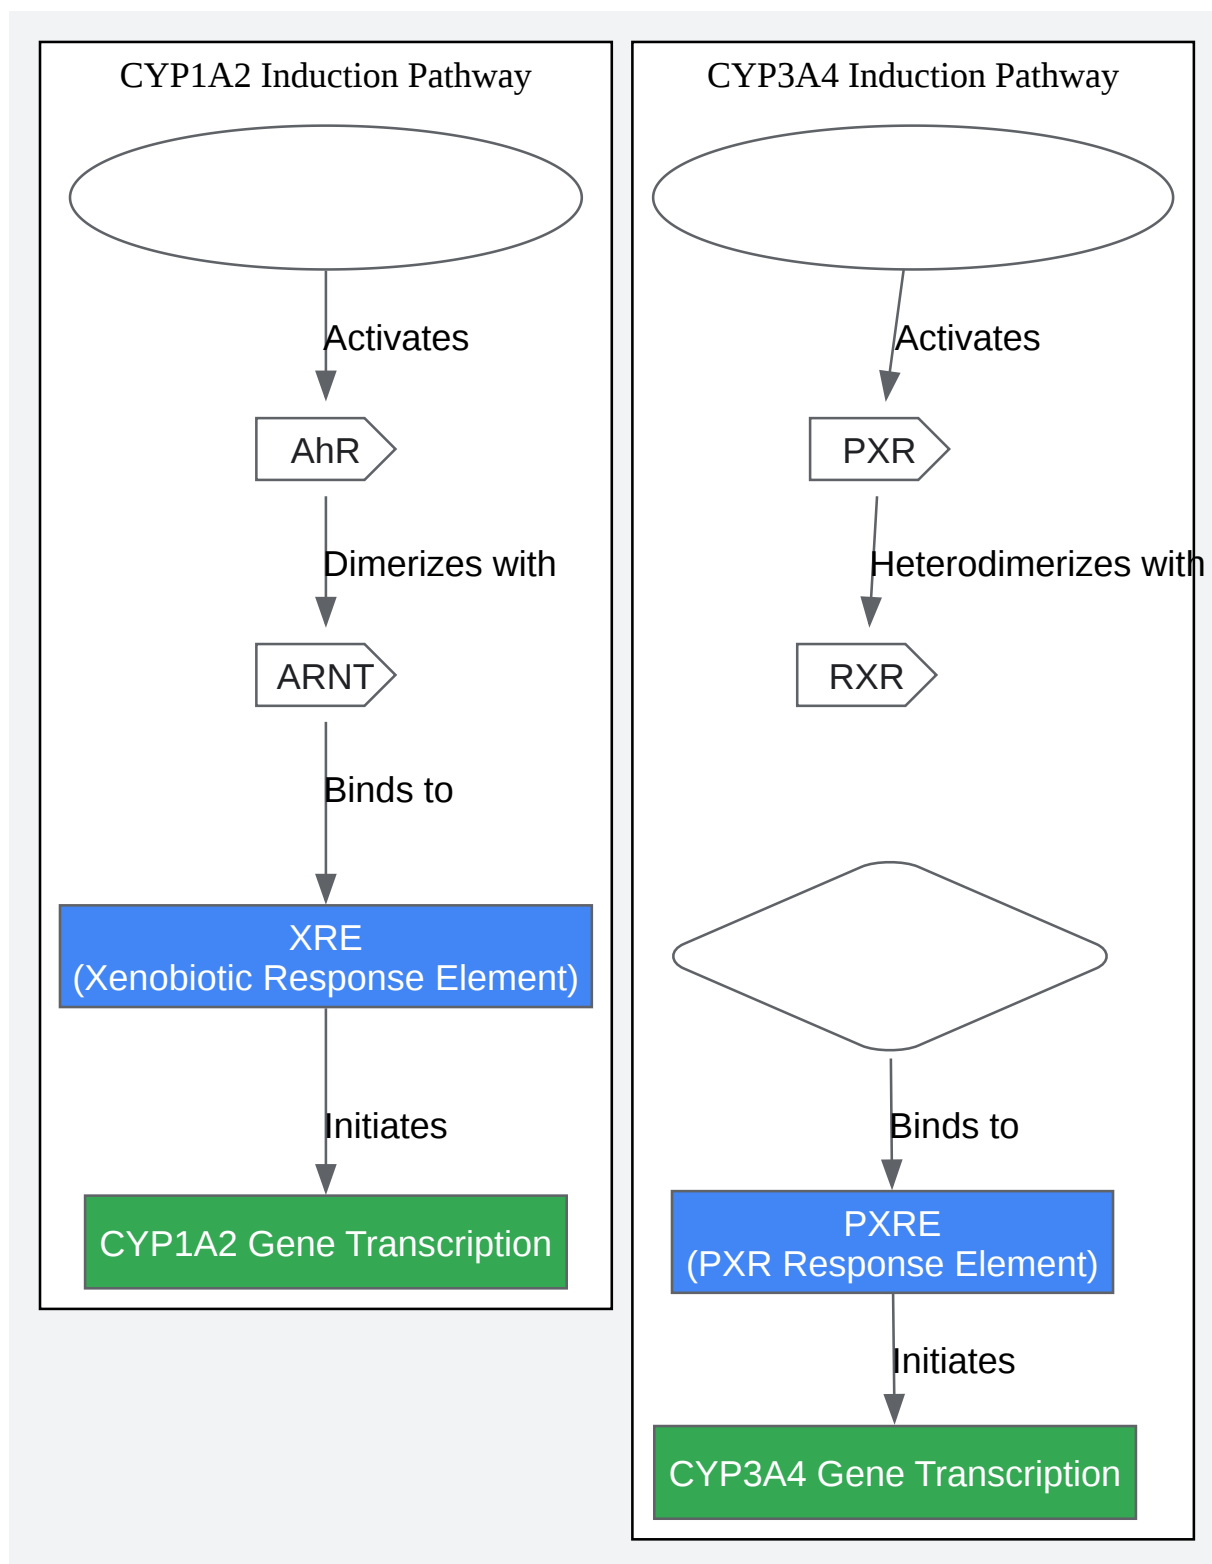 CYP1A2 Induction Pathway
Activates
AhR
Dimerizes with
ARNT
Binds to
XRE
(Xenobiotic Response Element)
Initiates
CYP1A2 Gene Transcription
CYP3A4 Induction Pathway
Activates
PXR
Heterodimerizes with
RXR
Binds to
PXRE
(PXR Response Element)
Initiates
CYP3A4 Gene Transcription